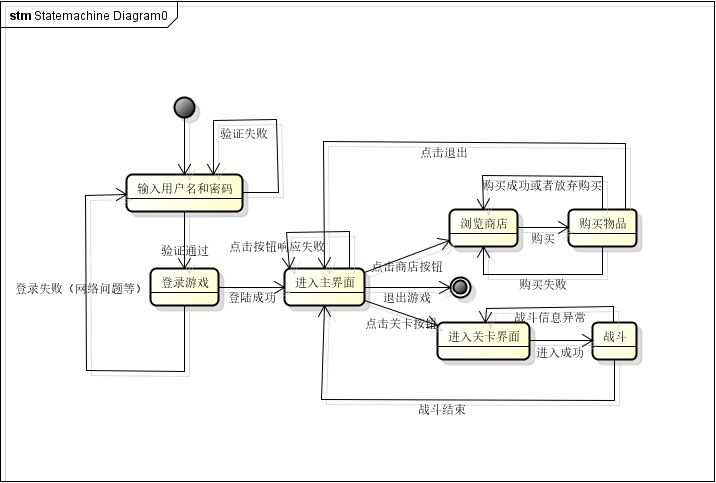 stm Statemachine Diagram0
验证失败
点击退出
输入用户名和密码
购买成功或者放弃购买
浏览商店
购买物品
购买
验证通过
点击按钮响应失败
点击商店按钮
登录失败（网络问题等）
登录游戏
进入主界面
购买失败
登陆成功
退出游戏
点击关卡按钮
战斗信息异常
进入关卡界面
战斗
进入成功
战斗结束